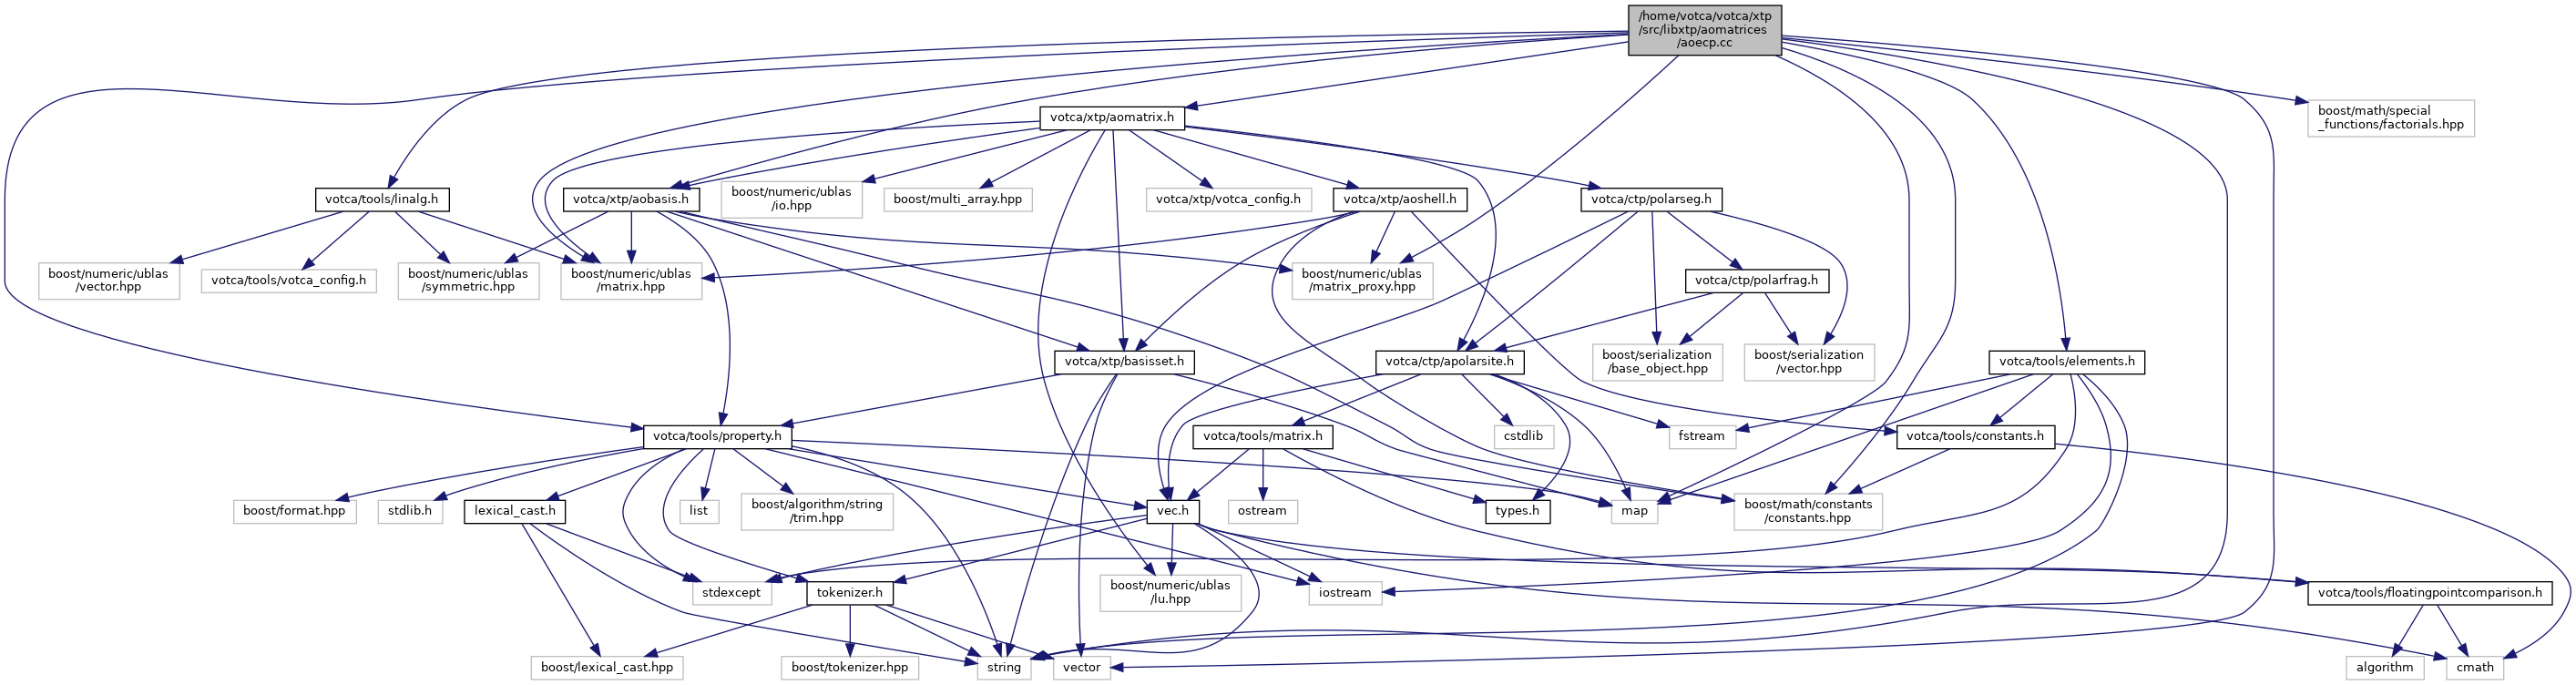 /home/votca/votca/xtp
/src/libxtp/aomatrices
/aoecp.cc
boost/math/special
_functions/factorials.hpp
votca/xtp/aomatrix.h
votca/tools/linalg.h
votca/xtp/aobasis.h
boost/numeric/ublas
/io.hpp
boost/multi_array.hpp
votca/xtp/votca_config.h
votca/xtp/aoshell.h
votca/ctp/polarseg.h
boost/numeric/ublas
/vector.hpp
votca/tools/votca_config.h
boost/numeric/ublas
/symmetric.hpp
boost/numeric/ublas
/matrix.hpp
boost/numeric/ublas
/matrix_proxy.hpp
votca/ctp/polarfrag.h
votca/xtp/basisset.h
votca/ctp/apolarsite.h
boost/serialization
/base_object.hpp
boost/serialization
/vector.hpp
votca/tools/elements.h
votca/tools/property.h
votca/tools/matrix.h
cstdlib
fstream
votca/tools/constants.h
boost/format.hpp
stdlib.h
lexical_cast.h
list
boost/algorithm/string
/trim.hpp
vec.h
ostream
types.h
map
boost/math/constants
/constants.hpp
stdexcept
tokenizer.h
boost/numeric/ublas
/lu.hpp
iostream
votca/tools/floatingpointcomparison.h
boost/lexical_cast.hpp
boost/tokenizer.hpp
string
vector
algorithm
cmath